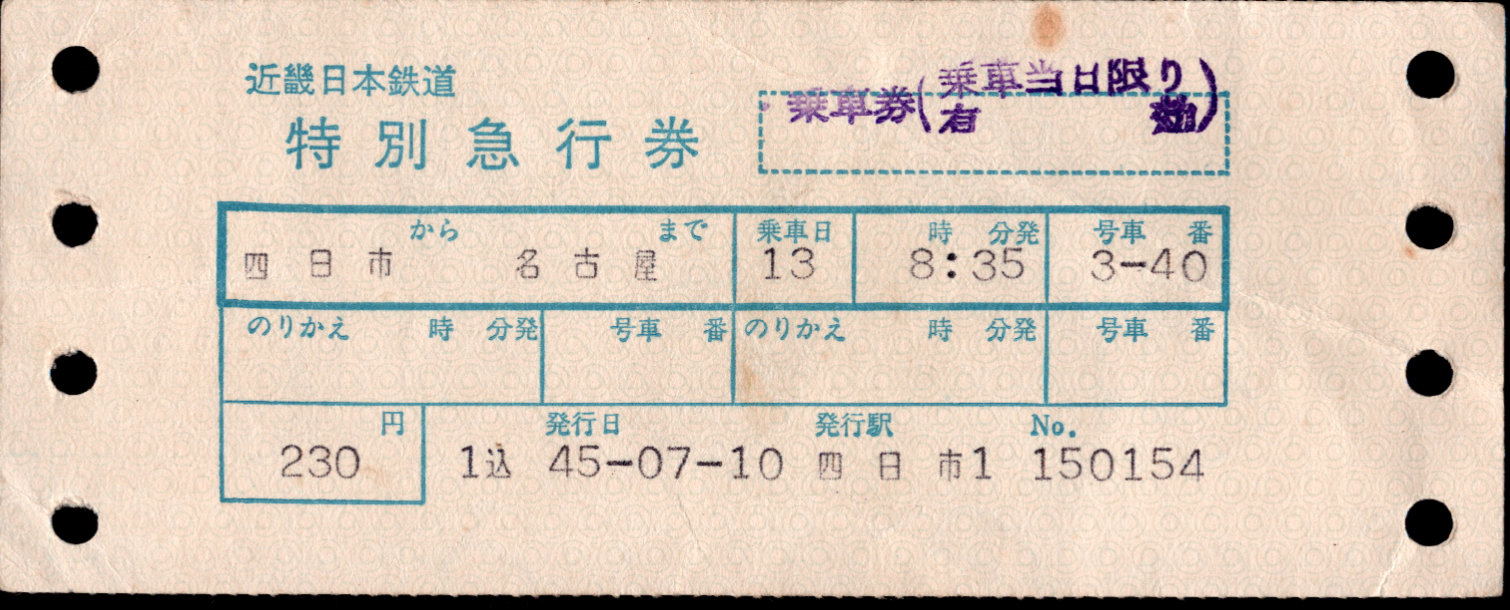 近畿日本鉄道
特別急行券
乗車券(乗車当日限り
有効)
から まで 乗車日 時 分発 号車 番
四日市 名古屋 13 8:35 3-40
のりかえ 時 分発 号車 番 のりかえ 時 分発 号車 番
円 発行日 発行駅 No.
230 1込 45-07-10 四日市1 150154